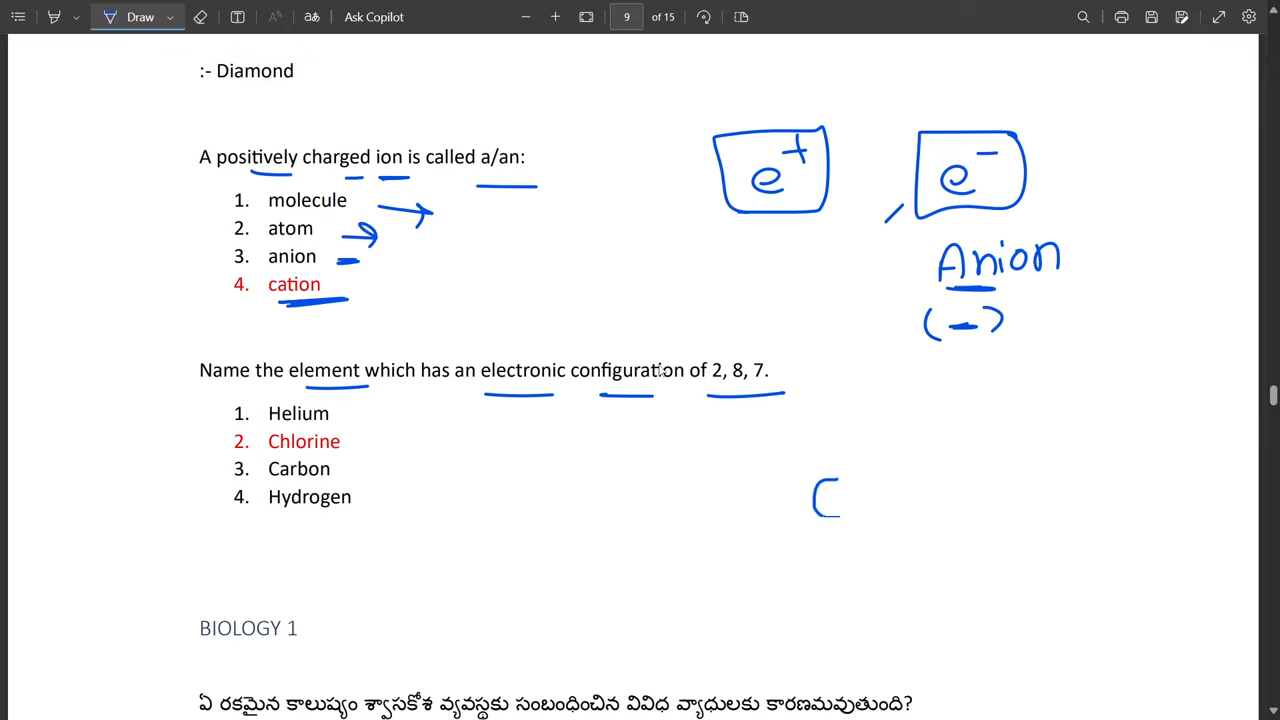 Draw
Ask Copilot
9 of 15
:- Diamond
A positively charged ion is called a/an:
1. molecule
2. atom
3. anion
4. cation
e+
e-
Anion
(-)
Name the element which has an electronic configuration of 2, 8, 7.
1. Helium
2. Chlorine
3. Carbon
4. Hydrogen
C
BIOLOGY 1
ఏ రకమైన కాలుష్యం శ్వాసకోశ వ్యవస్థకు సంబంధించిన వివిధ వ్యాధులకు కారణమవుతుంది?